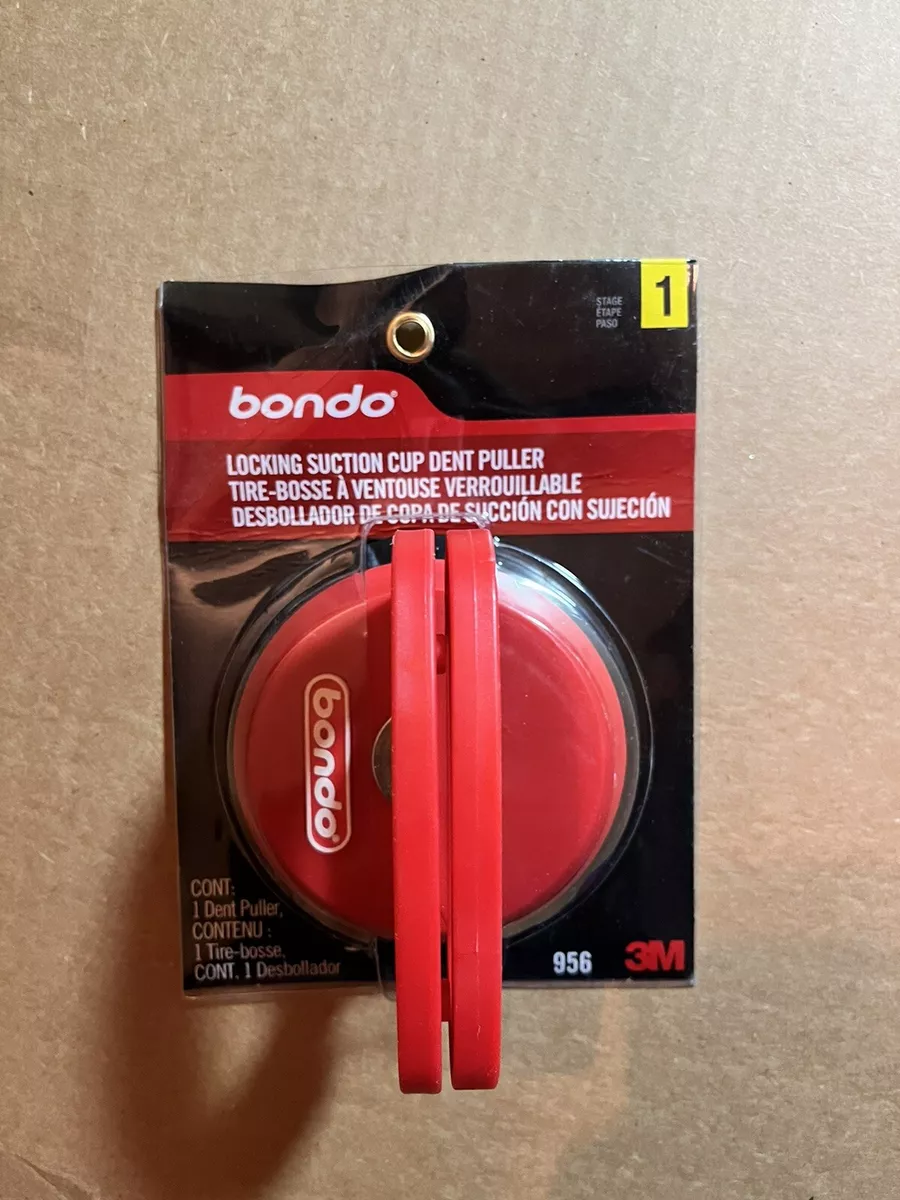 1
STAGE
ÉTAPE
PASO
bondo®
LOCKING SUCTION CUP DENT PULLER
TIRE-BOSSE À VENTOUSE VERROUILLABLE
DESBOLLADOR DE COPA DE SUCCIÓN CON SUJECIÓN
bondo®
CONT:
1 Dent Puller,
CONTENU :
1 Tire-bosse,
CONT. 1 Desbollador
956
3M